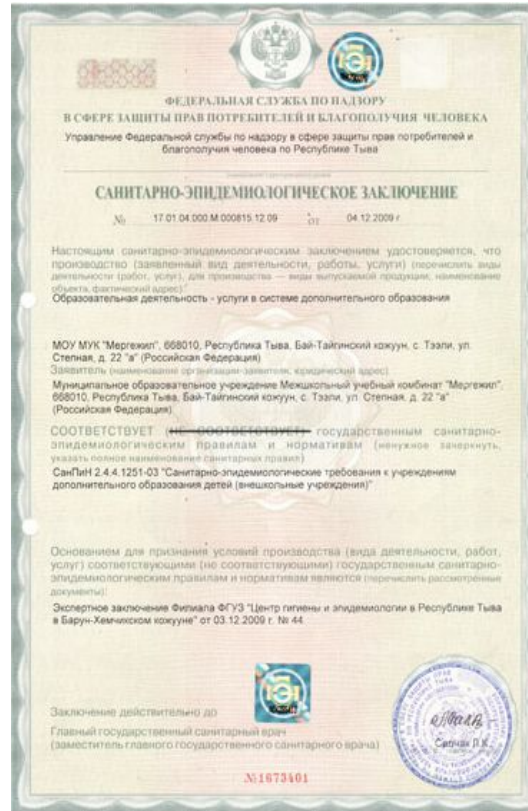 ФЕДЕРАЛЬНАЯ СЛУЖБА ПО НАДЗОРУ
В СФЕРЕ ЗАЩИТЫ ПРАВ ПОТРЕБИТЕЛЕЙ И БЛАГОПОЛУЧИЯ ЧЕЛОВЕКА
Управление Федеральной службы по надзору в сфере защиты прав потребителей и
благополучия человека по Республике Тыва
САНИТАРНО-ЭПИДЕМИОЛОГИЧЕСКОЕ ЗАКЛЮЧЕНИЕ
№ 17.01.04.000.М.000815.12.09 от 04.12.2009 г.
Настоящим санитарно-эпидемиологическим заключением удостоверяется, что
производство (заявленный вид деятельности, работы, услуги) (перечислить виды
деятельности (работ, услуг), для производства — виды выпускаемой продукции; наименование
объекта, фактический адрес):
Образовательная деятельность - услуги в системе дополнительного образования
МОУ МУК "Мергежил", 668010, Республика Тыва, Бай-Тайгинский кожуун, с. Тээли, ул.
Степная, д. 22 "а" (Российская Федерация)
Заявитель (наименование организации-заявителя, юридический адрес)
Муниципальное образовательное учреждение Межшкольный учебный комбинат "Мергежил",
668010, Республика Тыва, Бай-Тайгинский кожуун, с. Тээли, ул. Степная, д. 22 "а"
(Российская Федерация)
СООТВЕТСТВУЕТ (НЕ СООТВЕТСТВУЕТ) государственным санитарно-
эпидемиологическим правилам и нормативам (ненужное зачеркнуть,
указать полное наименование санитарных правил)
СанПиН 2.4.4.1251-03 "Санитарно-эпидемиологические требования к учреждениям
дополнительного образования детей (внешкольные учреждения)"
Основанием для признания условий производства (вида деятельности, работ,
услуг) соответствующими (не соответствующими) государственным санитарно-
эпидемиологическим правилам и нормативам являются (перечислить рассмотренные
документы):
Экспертное заключение Филиала ФГУЗ "Центр гигиены и эпидемиологии в Республике Тыва
в Барун-Хемчикском кожууне" от 03.12.2009 г. № 44
Заключение действительно до
Главный государственный санитарный врач
(заместитель главного государственного санитарного врача)
№1673461